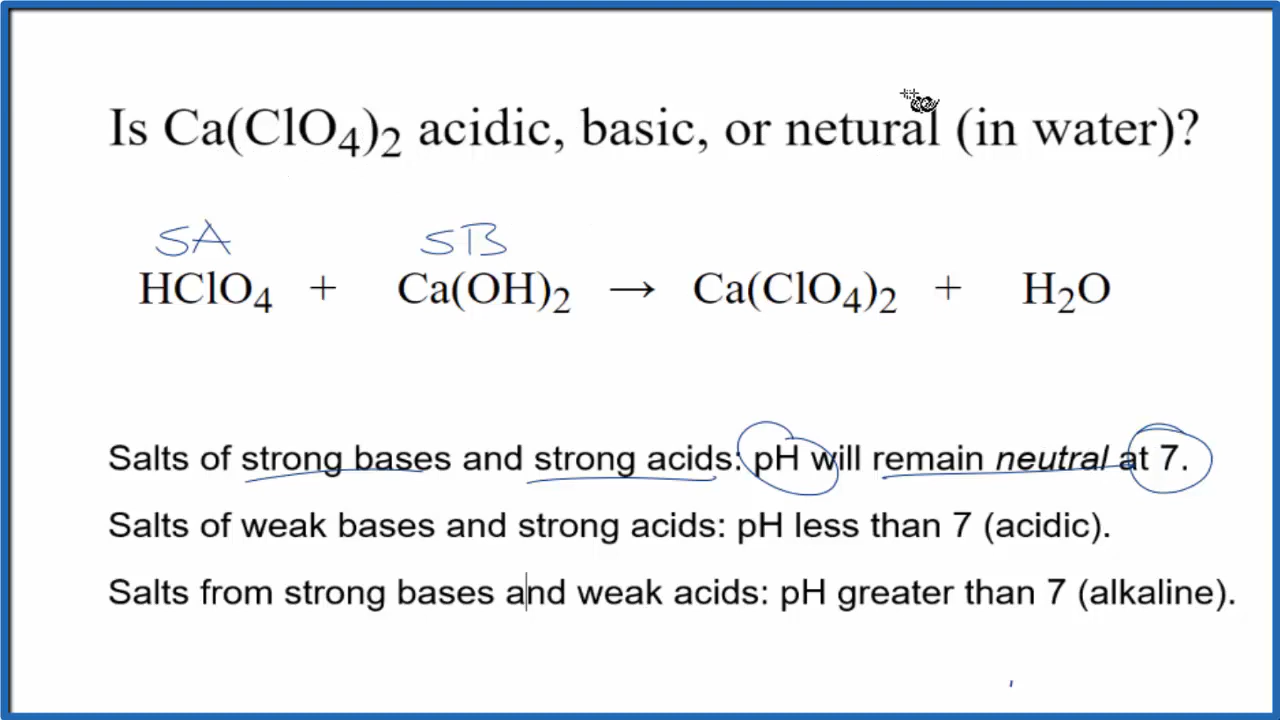 Is Ca(ClO4)2 acidic, basic, or netural (in water)?
SA SB
HClO4 + Ca(OH)2 → Ca(ClO4)2 + H2O
Salts of strong bases and strong acids: pH will remain neutral at 7.
Salts of weak bases and strong acids: pH less than 7 (acidic).
Salts from strong bases and weak acids: pH greater than 7 (alkaline).